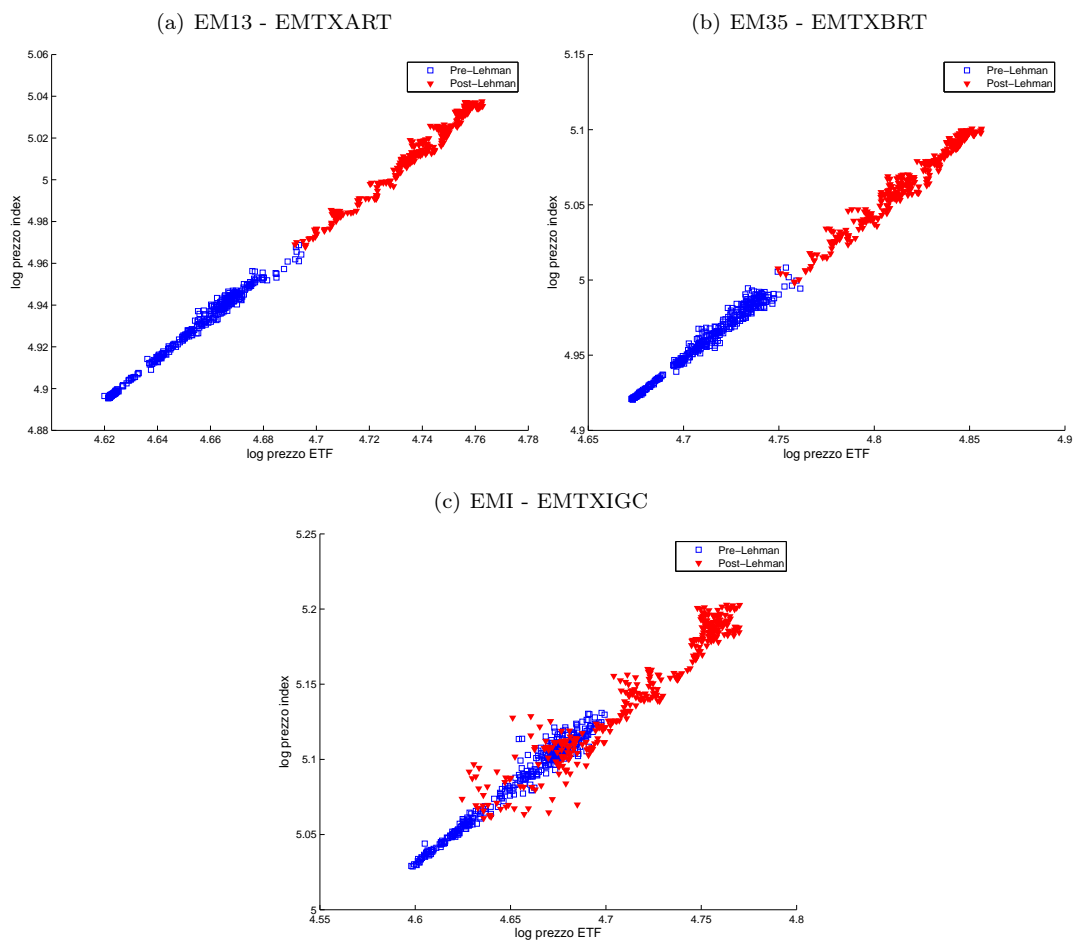 (a) EM13 - EMTXART
5.06
5.04
5.02
5
4.98
4.96
4.94
4.92
4.9
4.88
4.62
4.64
4.66
4.68
4.7
4.72
4.74
4.76
4.78
log prezzo index
log prezzo ETF
Pre−Lehman
Post−Lehman
(b) EM35 - EMTXBRT
5.15
5.1
5.05
5
4.95
4.9
4.65
4.7
4.75
4.8
4.85
4.9
log prezzo index
log prezzo ETF
Pre−Lehman
Post−Lehman
(c) EMI - EMTXIGC
5.25
5.2
5.15
5.1
5.05
5
4.55
4.6
4.65
4.7
4.75
4.8
log prezzo index
log prezzo ETF
Pre−Lehman
Post−Lehman